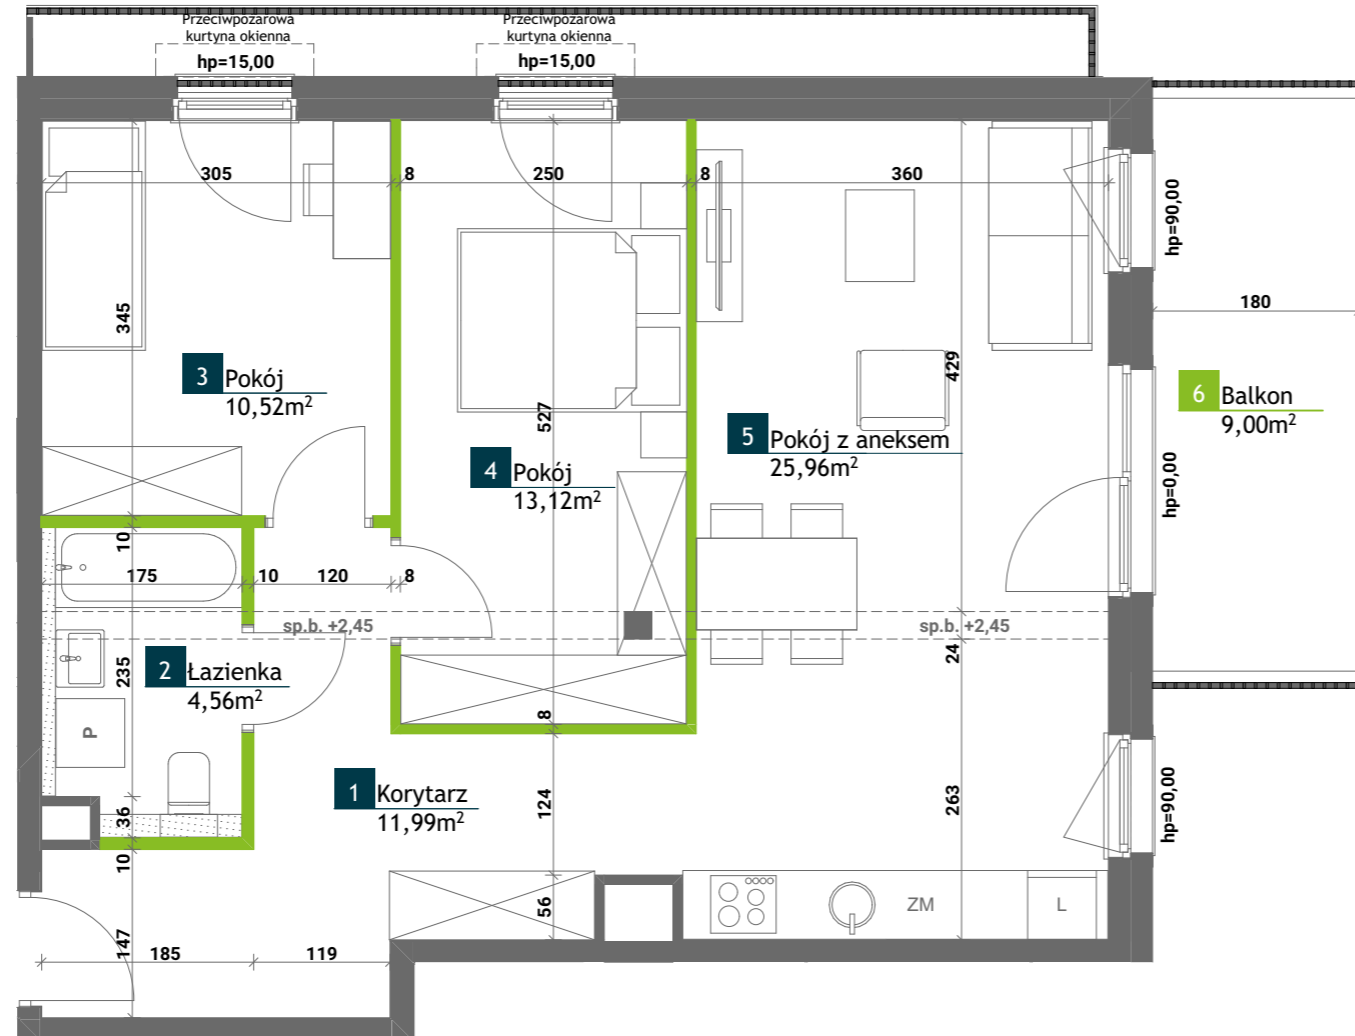 Przeciwpożarowa
kurtyna okienna
hp=15,00
Przeciwpożarowa
kurtyna okienna
hp=15,00
305
8
250
8
360
hp=90,00
180
345
429
3 Pokój
10,52m²
527
6 Balkon
9,00m²
5 Pokój z aneksem
25,96m²
4 Pokój
13,12m²
hp=0,00
10
175
10
120
8
sp.b. +2,45
sp.b. +2,45
24
235
2 Łazienka
4,56m²
P
8
1 Korytarz
11,99m²
124
263
hp=90,00
36
10
56
ZM
L
147
185
119